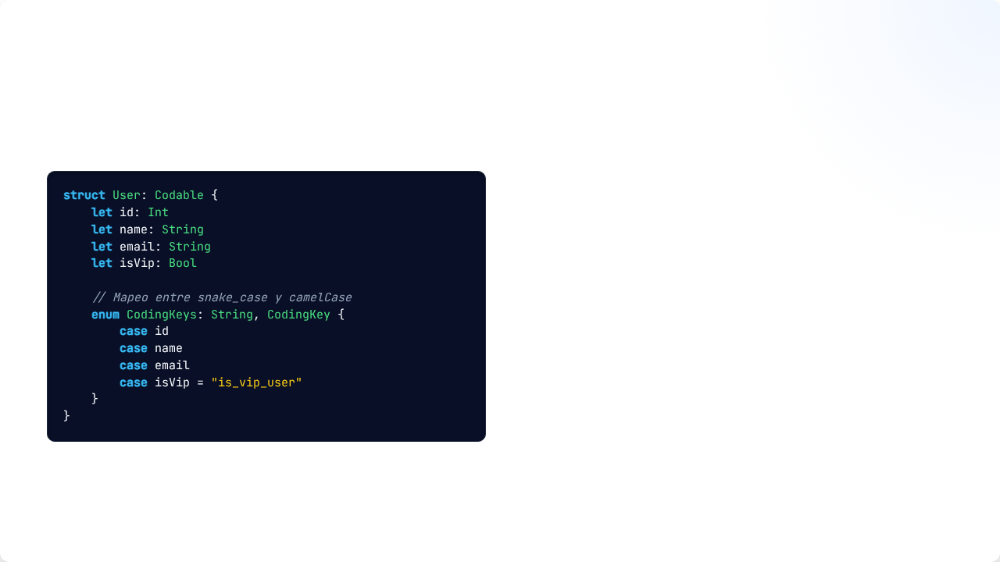 struct User: Codable {
    let id: Int
    let name: String
    let email: String
    let isVip: Bool

    // Mapeo entre snake_case y camelCase
    enum CodingKeys: String, CodingKey {
        case id
        case name
        case email
        case isVip = "is_vip_user"
    }
}